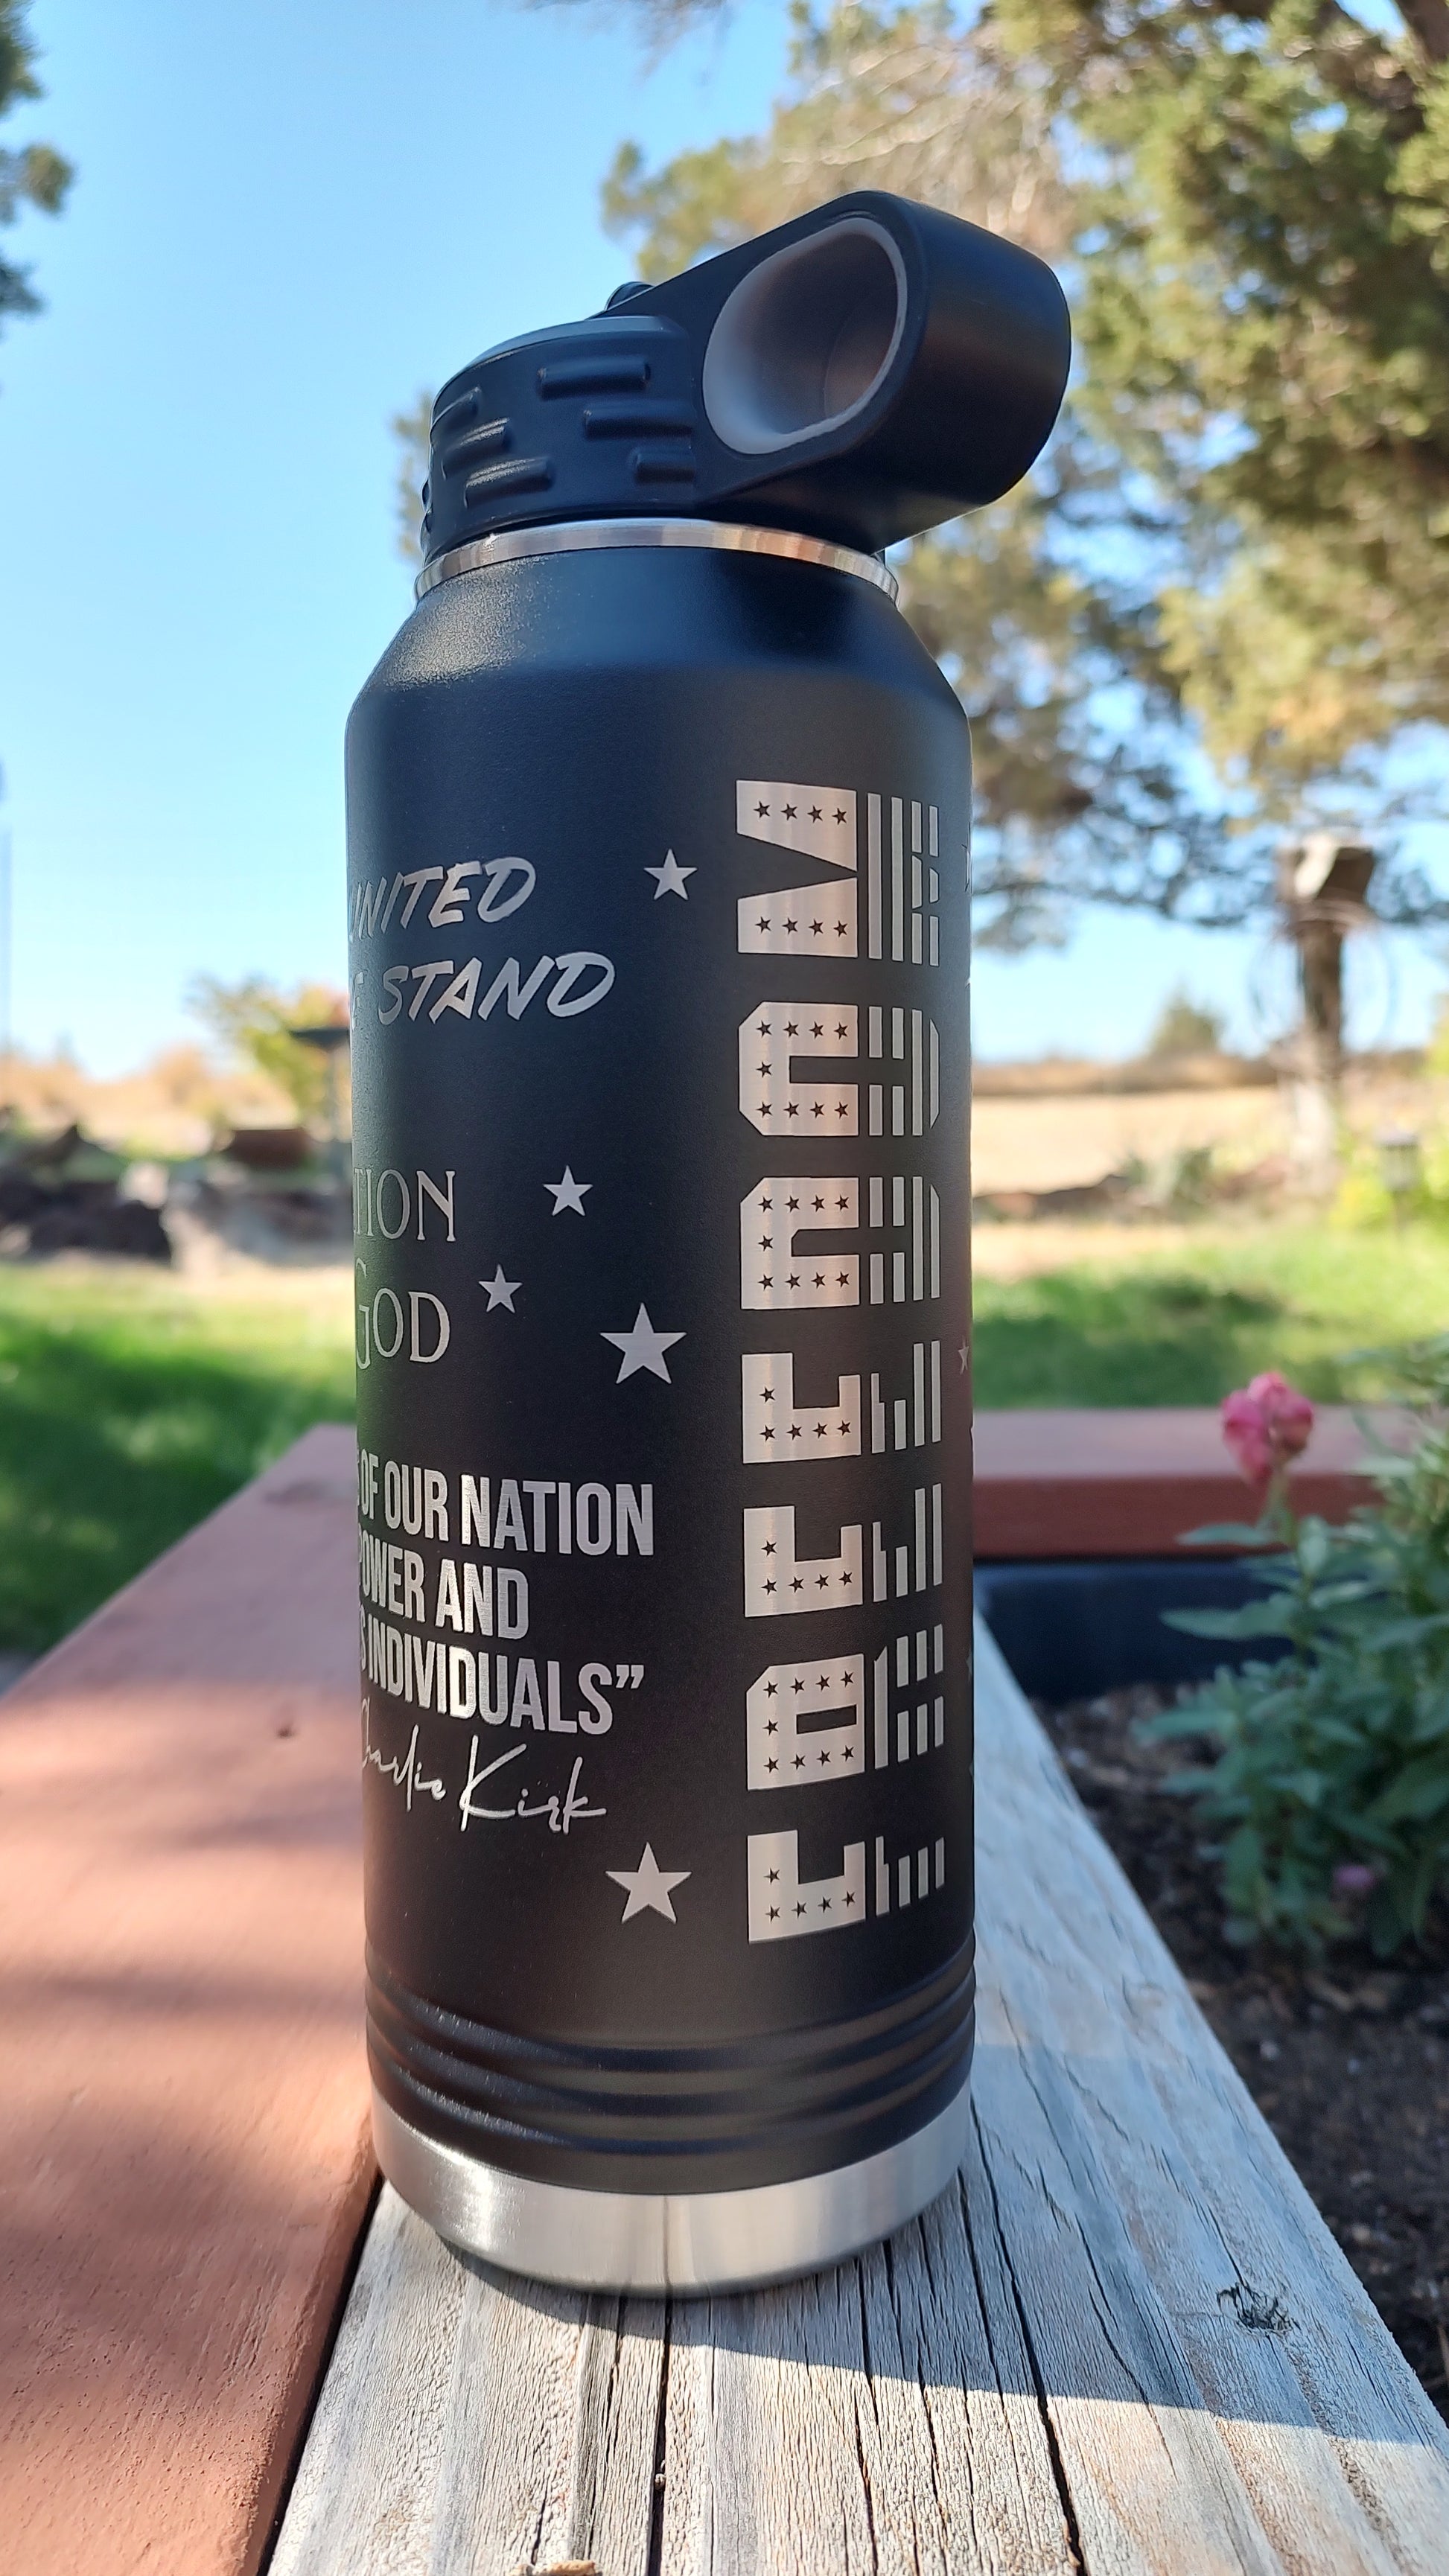 UNITED
STAND
TION
GOD
OF OUR NATION
POWER AND
INDIVIDUALS”
Charlie Kirk
FREEDOM